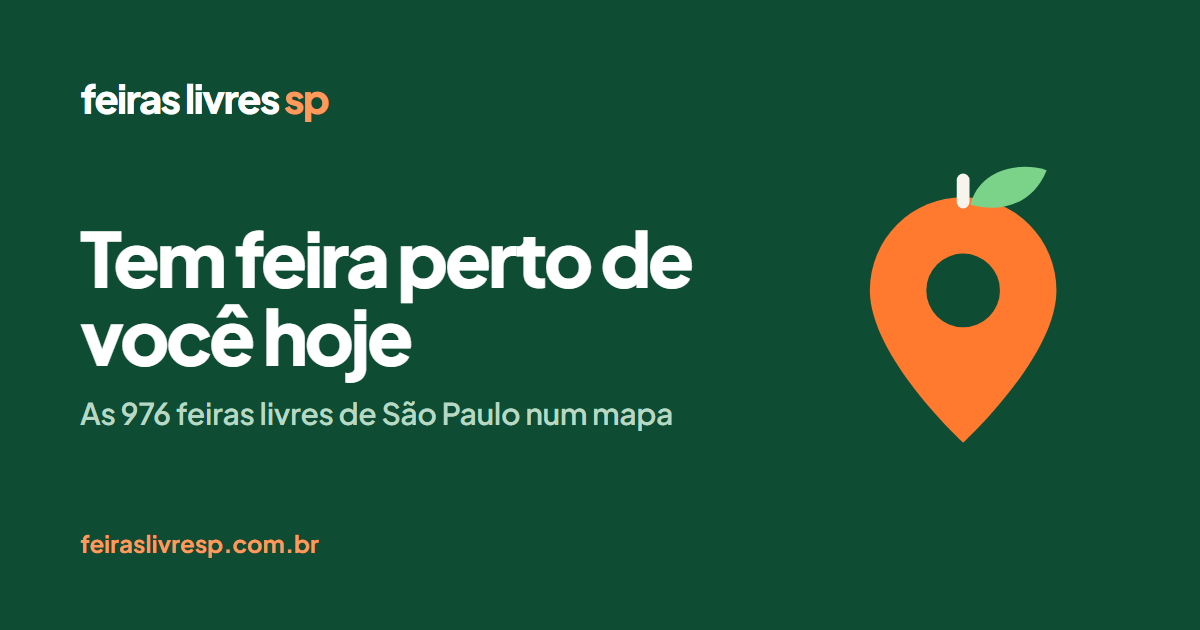 feiras livres sp
Tem feira perto de
você hoje
As 976 feiras livres de São Paulo num mapa
feiraslivresp.com.br